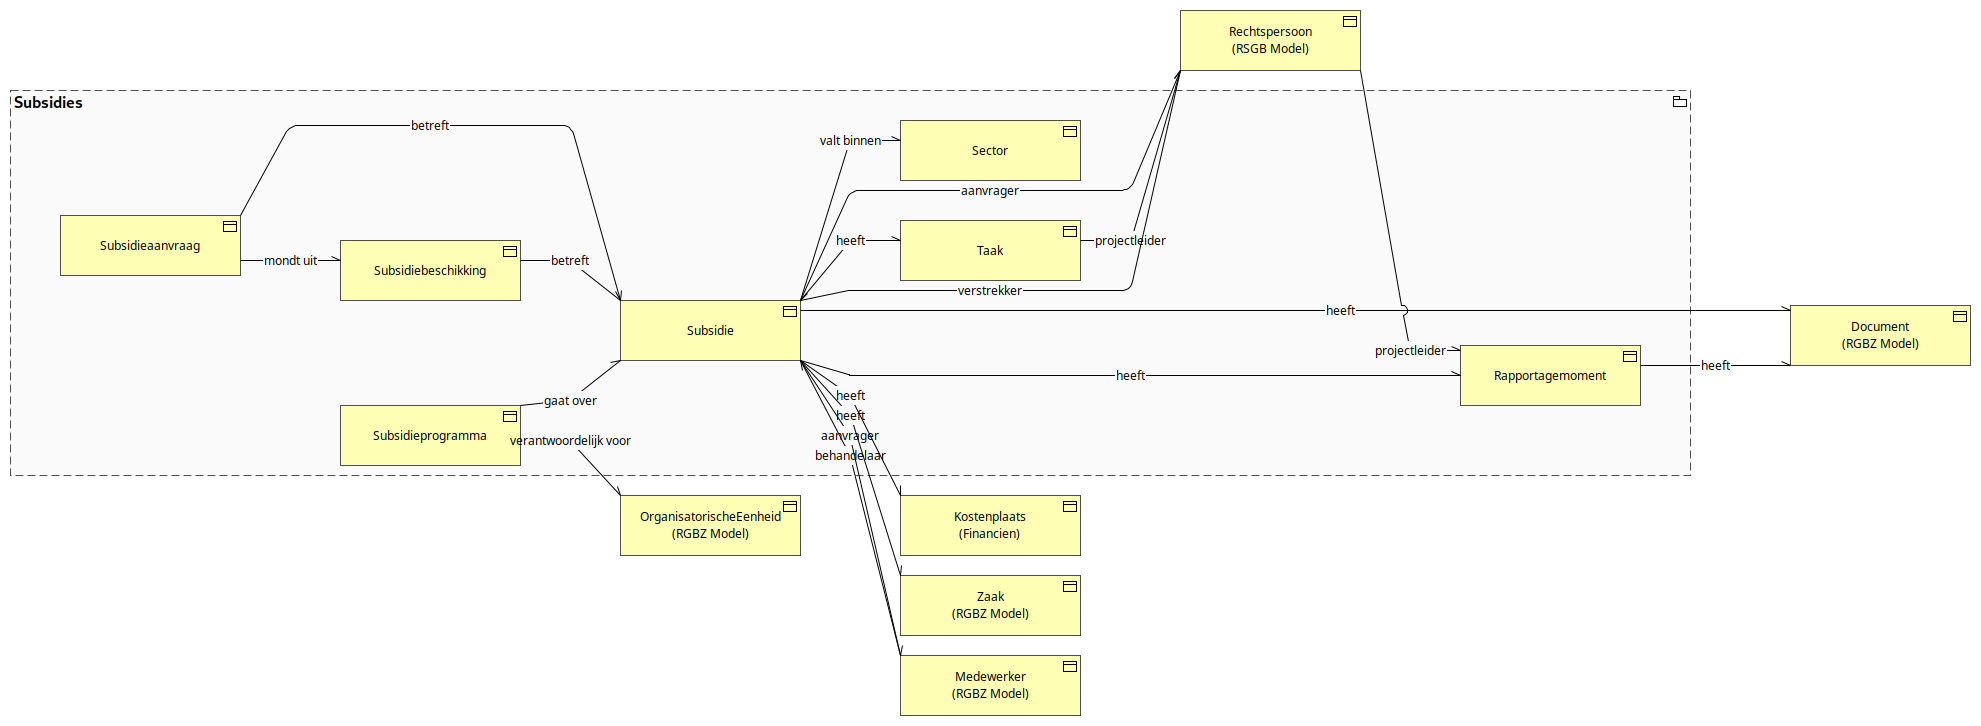 Rechtspersoon
(RSGB Model)
Subsidies
betreft
valt binnen
Sector
aanvrager
Subsidieaanvraag
mondt uit
Subsidiebeschikking
betreft
heeft
Taak
projectleider
verstrekker
Subsidie
heeft
Document
(RGBZ Model)
projectleider
heeft
Rapportagemoment
heeft
gaat over
Subsidieprogramma
verantwoordelijk voor
heeft
heeft
aanvrager
behandelaar
OrganisatorischeEenheid
(RGBZ Model)
Kostenplaats
(Financien)
Zaak
(RGBZ Model)
Medewerker
(RGBZ Model)